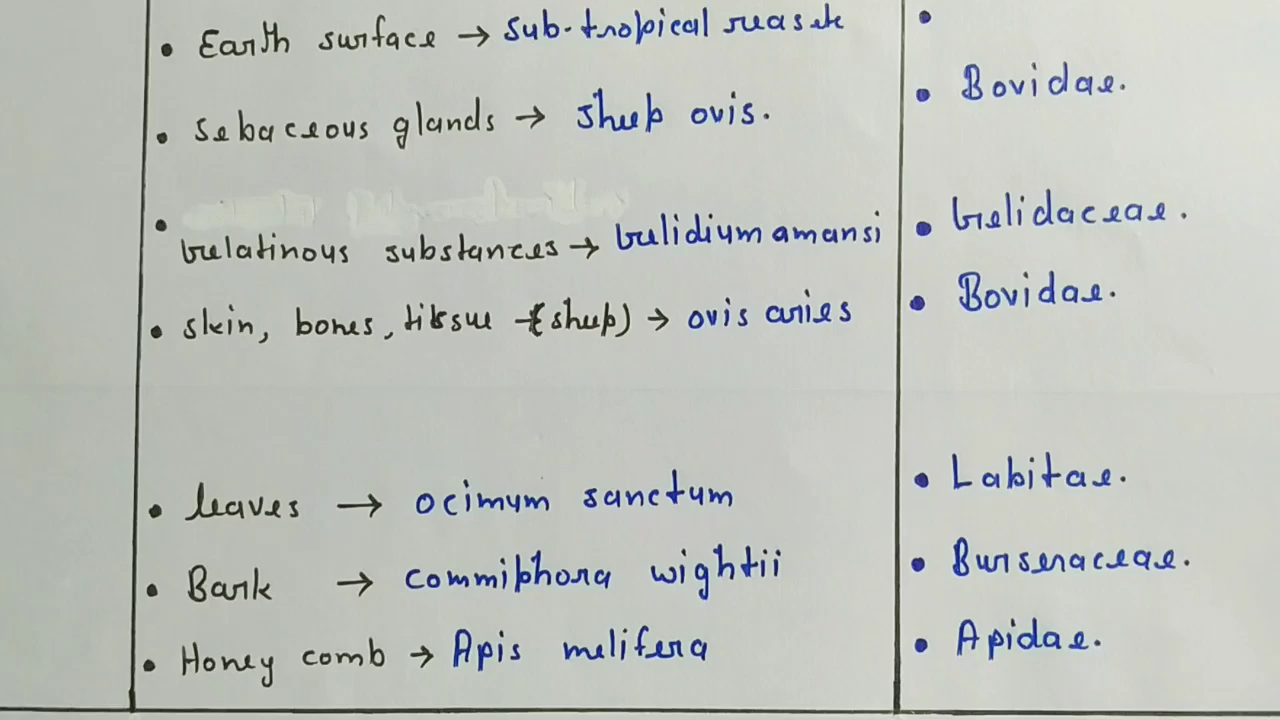 • Earth surface → sub-tropical •
• sebaceous glands → sheep ovis. • Bovidae.
• Gelatinous substances → Gelidium amansi • Gelidaceae.
• skin, bones, tissue (sheep) → ovis aries • Bovidae.
• leaves → ocimum sanctum • Labitae.
• Bark → commiphora wightii • Burseraceae.
• Honey comb → Apis melifera • Apidae.